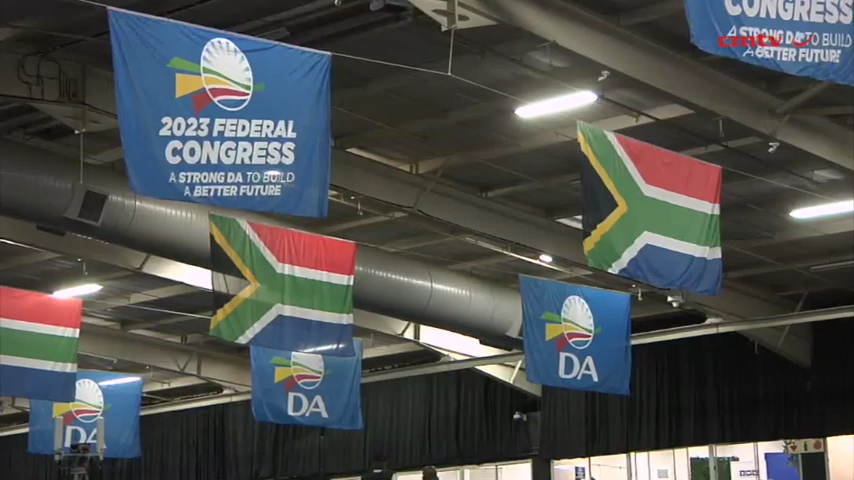 2023 FEDERAL
CONGRESS
A STRONG DA TO BUILD
A BETTER FUTURE
CONGRESS
A STRONG DA TO BUILD
A BETTER FUTURE
cmtv
DA
DA
DA